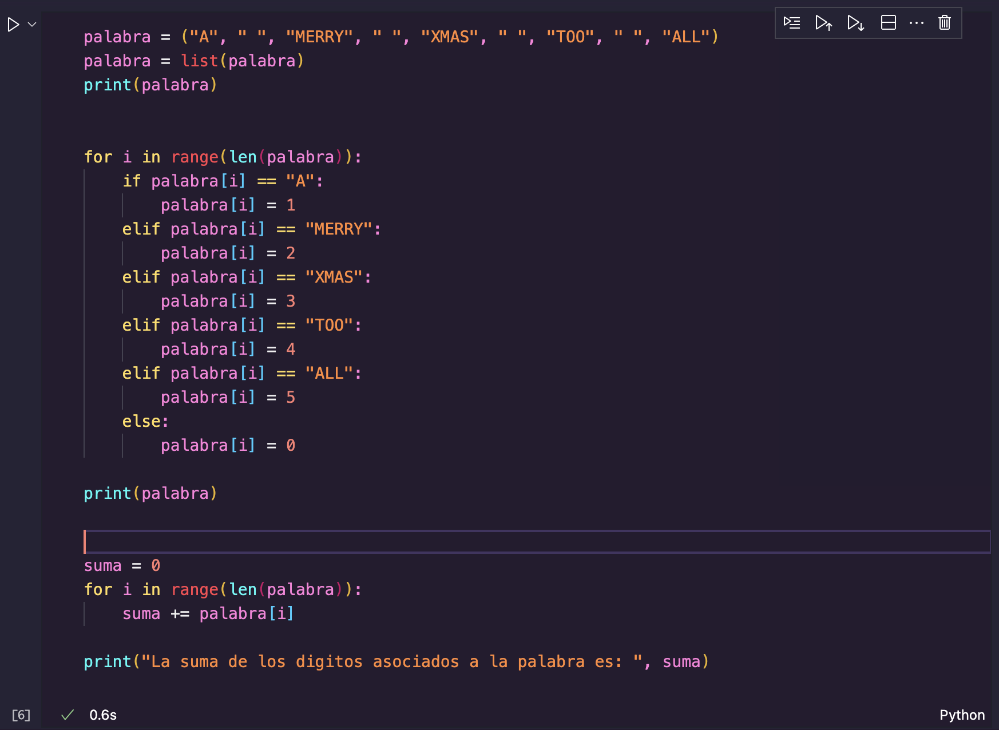 palabra = ("A", " ", "MERRY", " ", "XMAS", " ", "TOO", " ", "ALL")
palabra = list(palabra)
print(palabra)
for i in range(len(palabra)):
    if palabra[i] == "A":
        palabra[i] = 1
    elif palabra[i] == "MERRY":
        palabra[i] = 2
    elif palabra[i] == "XMAS":
        palabra[i] = 3
    elif palabra[i] == "TOO":
        palabra[i] = 4
    elif palabra[i] == "ALL":
        palabra[i] = 5
    else:
        palabra[i] = 0
print(palabra)
suma = 0
for i in range(len(palabra)):
    suma += palabra[i]
print("La suma de los digitos asociados a la palabra es: ", suma)
[6] 0.6s Python